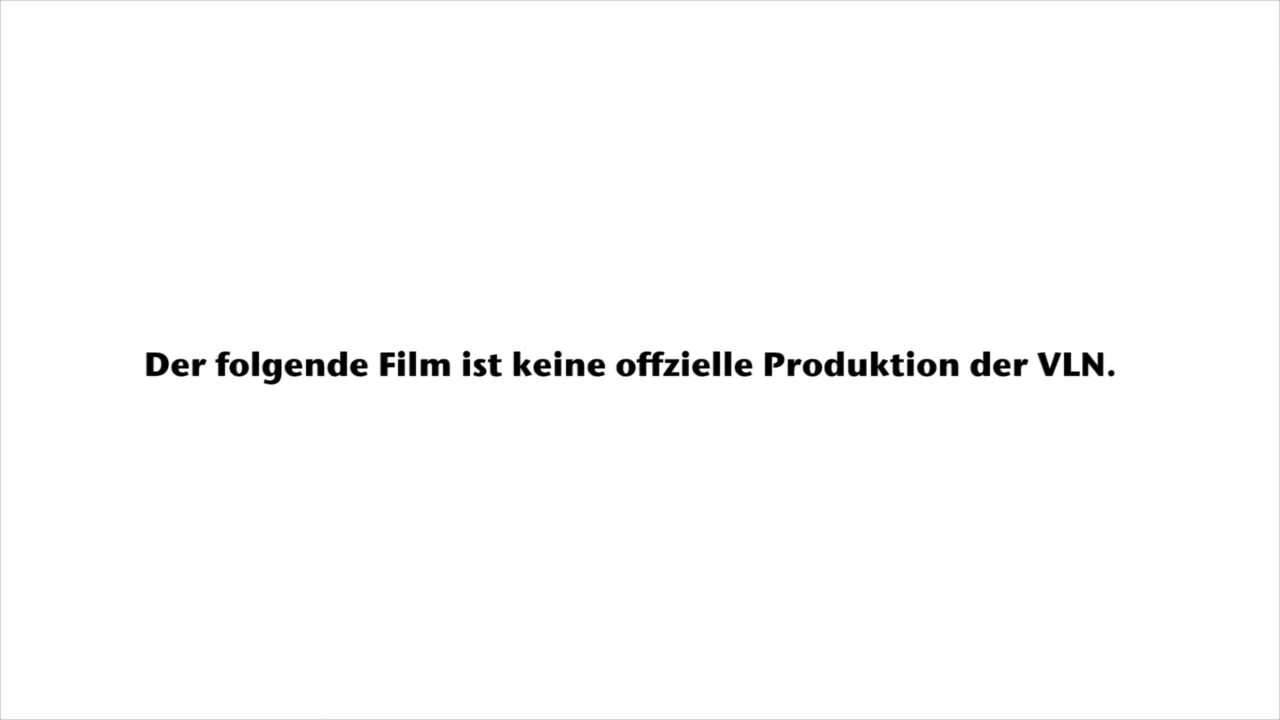 Der folgende Film ist keine offzielle Produktion der VLN.